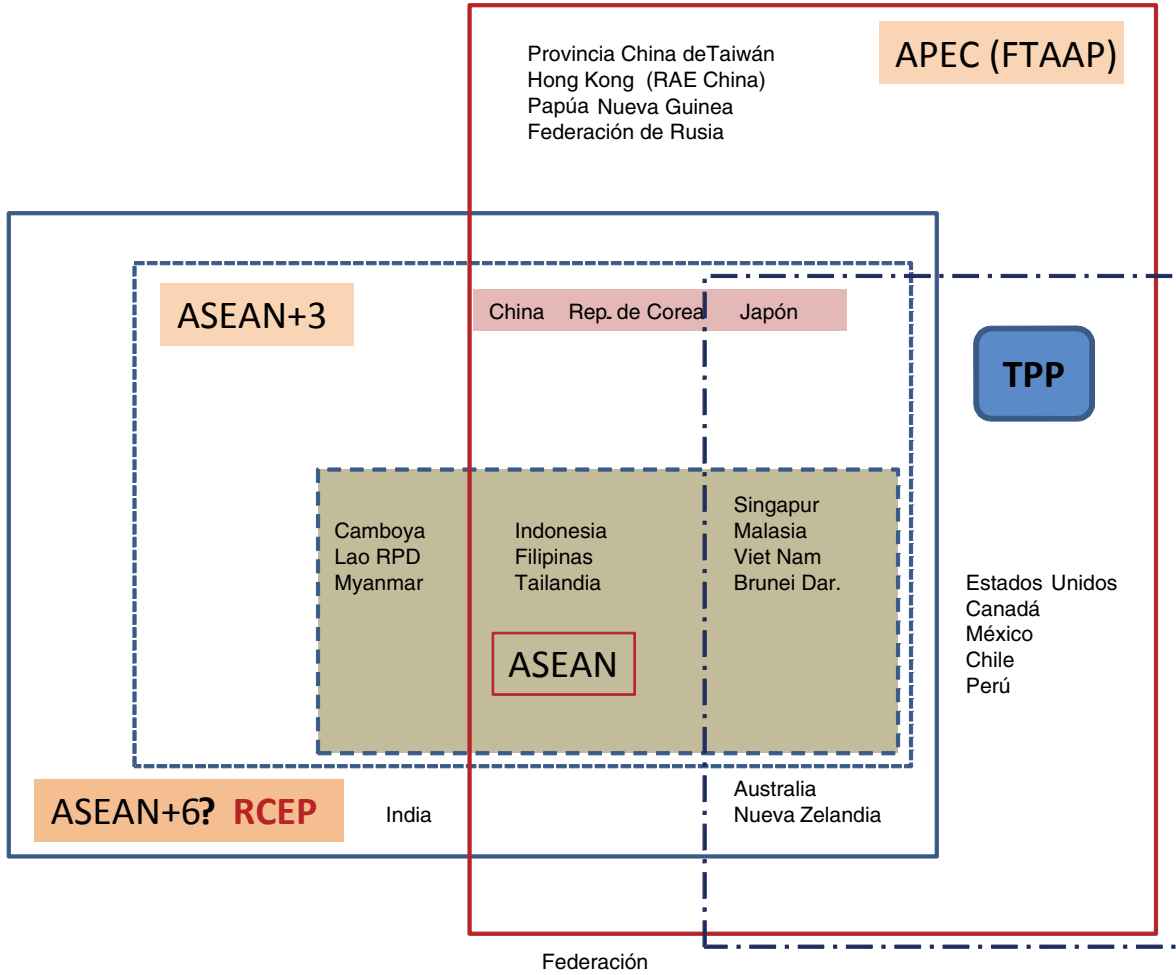 Provincia China deTaiwán
Hong Kong (RAE China)
Papúa Nueva Guinea
Federación de Rusia
APEC (FTAAP)
ASEAN+3
China Rep. de Corea Japón
TPP
Camboya
Lao RPD
Myanmar
Indonesia
Filipinas
Tailandia
Singapur
Malasia
Viet Nam
Brunei Dar.
ASEAN
Estados Unidos
Canadá
México
Chile
Perú
ASEAN+6? RCEP
India
Australia
Nueva Zelandia
Federación